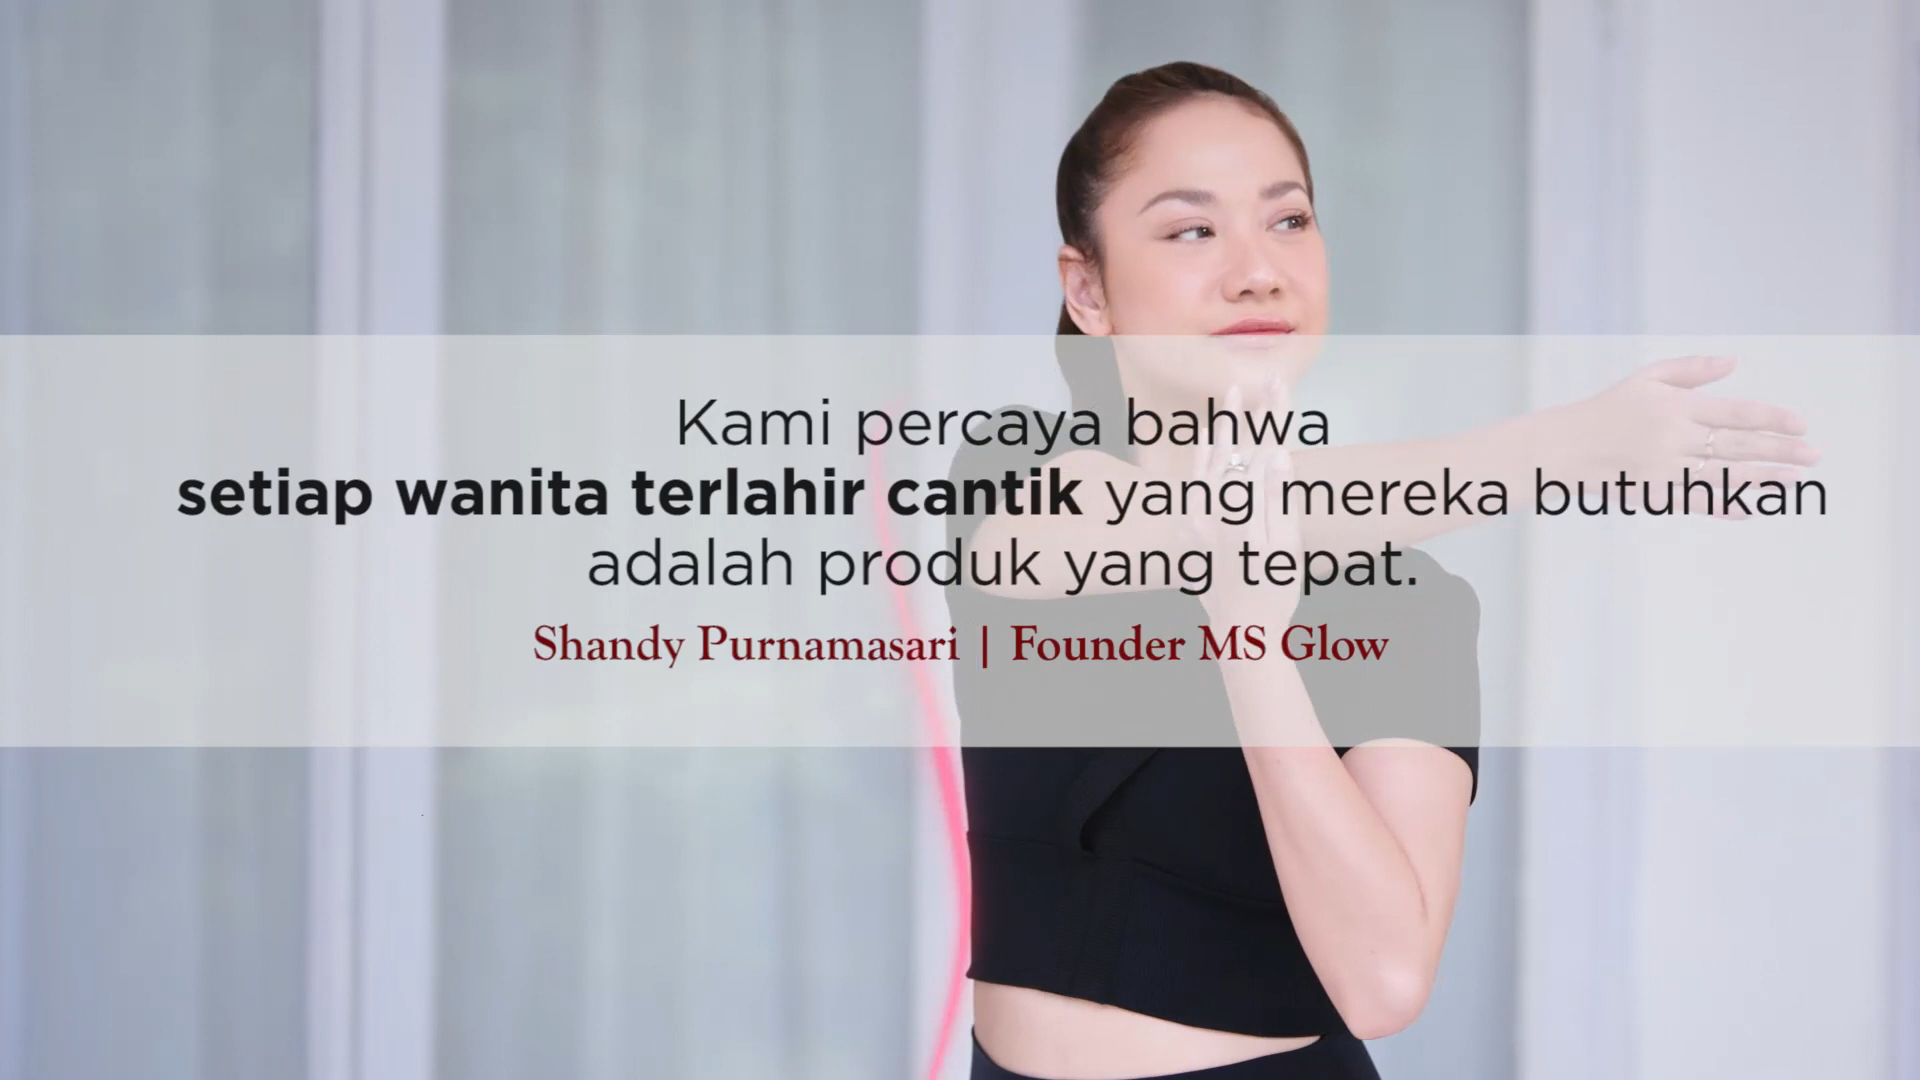 Kami percaya bahwa
setiap wanita terlahir cantik yang mereka butuhkan
adalah produk yang tepat.
Shandy Purnamasari | Founder MS Glow